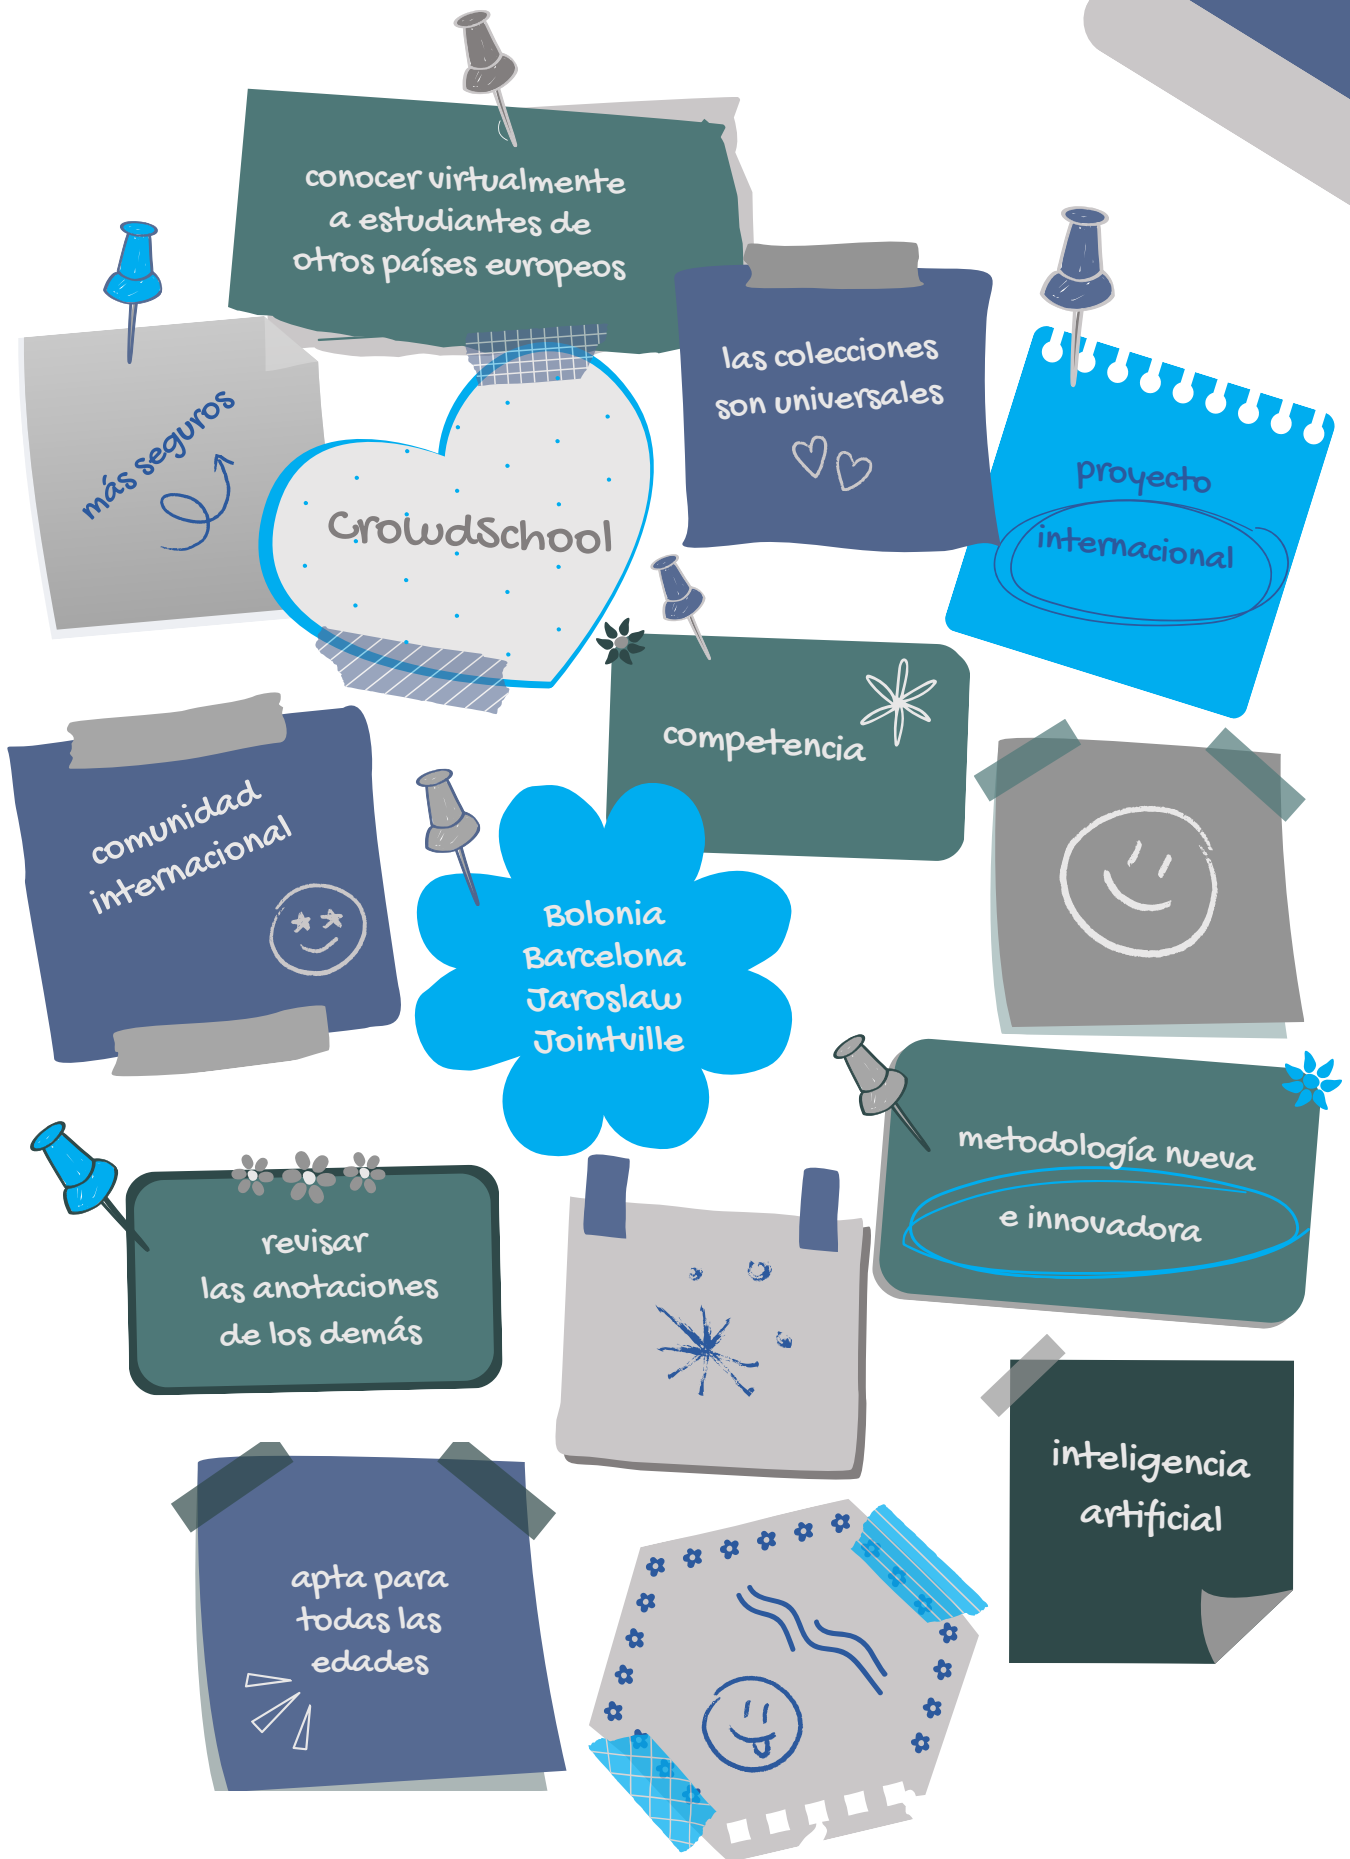 conocer virtualmente
a estudiantes de
otros países europeos
las colecciones
son universales
más seguros
proyecto
internacional
CrowdSchool
competencia
comunidad
internacional
Bolonia
Barcelona
Jaroslaw
Jointville
metodología nueva
e innovadora
revisar
las anotaciones
de los demás
inteligencia
artificial
apta para
todas las
edades